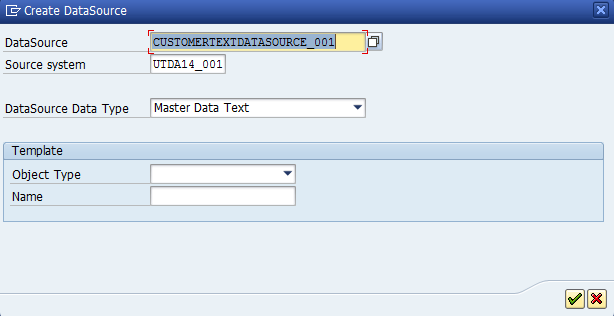 Create DataSource
DataSource CUSTOMERTEXTDATASOURCE_001
Source system UTDA14_001
DataSource Data Type Master Data Text
Template
Object Type
Name